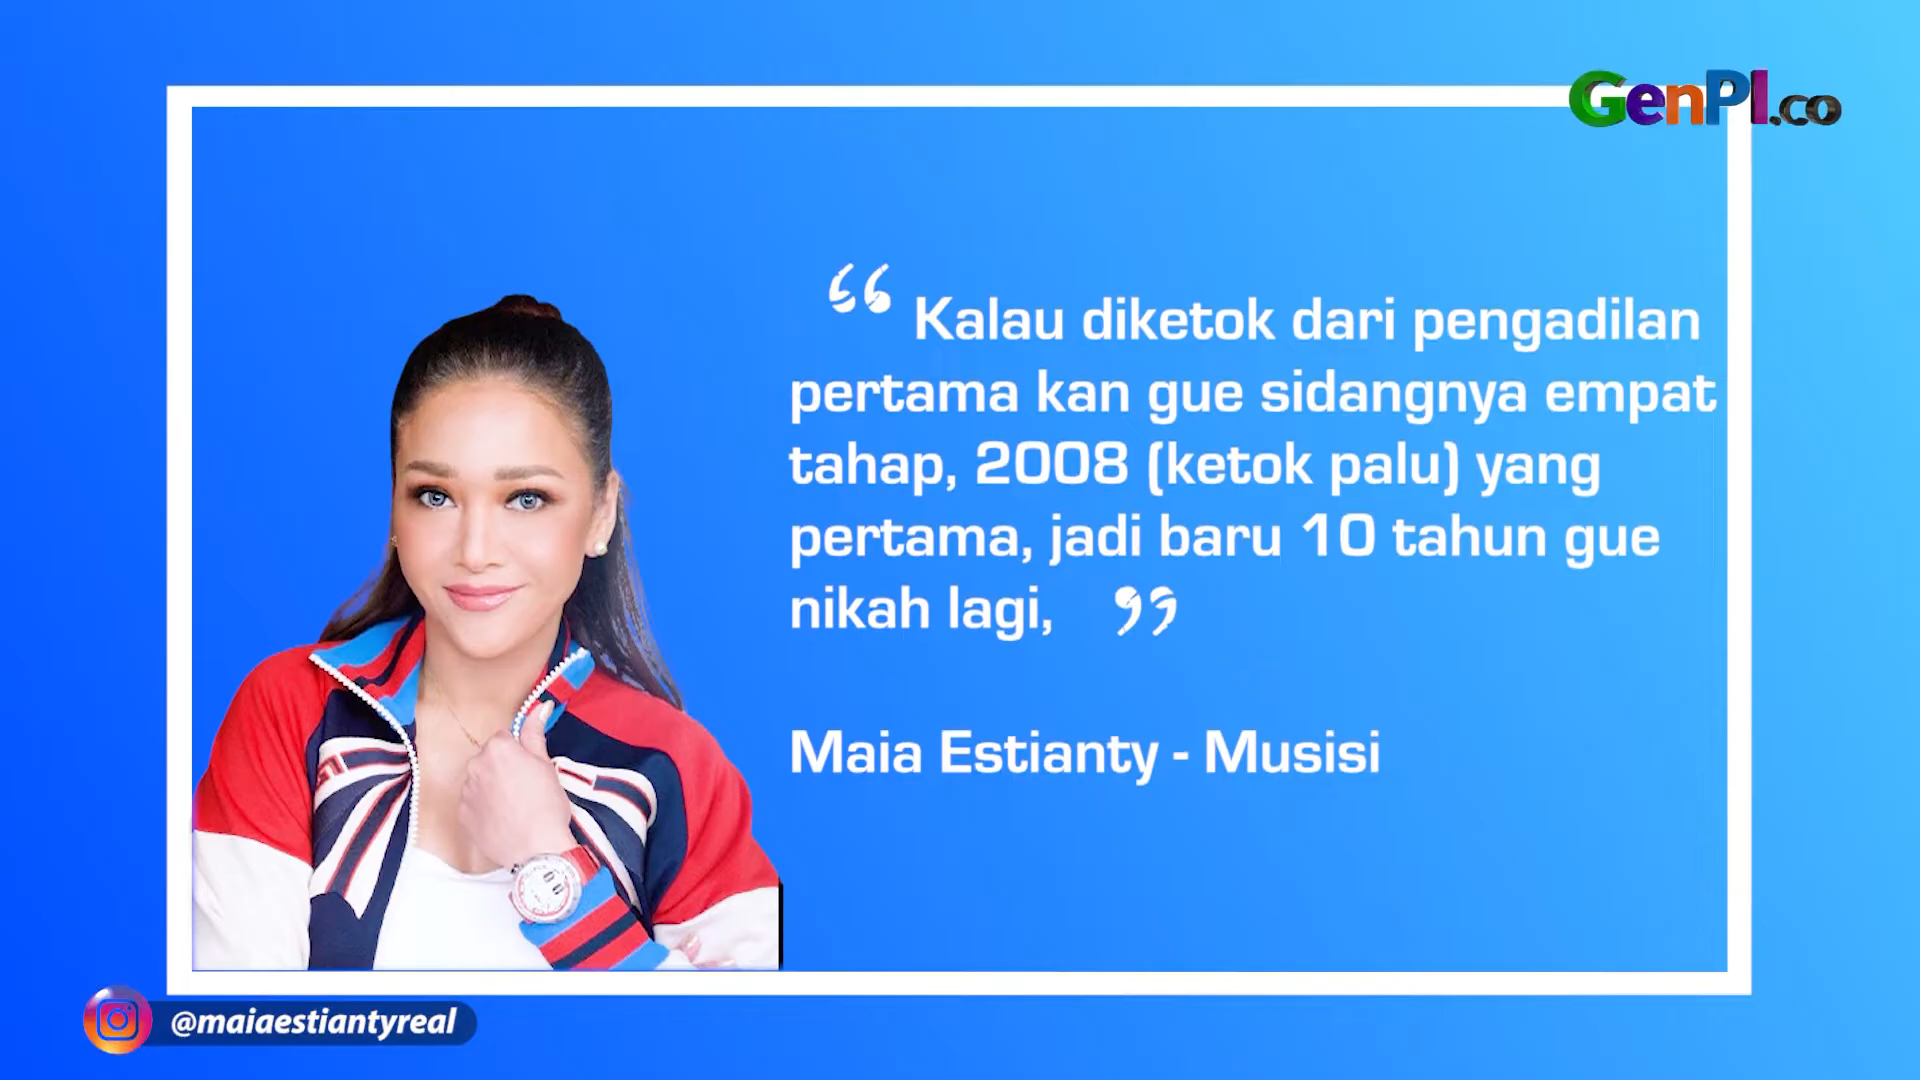 GenPI.co
“ Kalau diketok dari pengadilan
pertama kan gue sidangnya empat
tahap, 2008 (ketok palu) yang
pertama, jadi baru 10 tahun gue
nikah lagi, ”
Maia Estianty - Musisi
@maiaestiantyreal